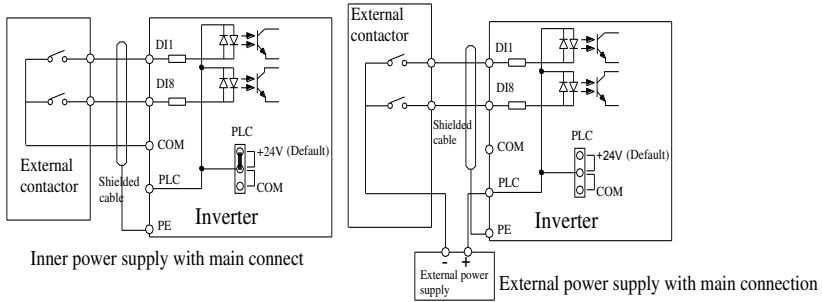 DI1
DI8
COM
PLC
+24V (Default)
COM
PLC
External
contactor
Shielded
cable
PE
Inverter
Inner power supply with main connect
External
contactor
DI1
DI8
Shielded
cable
COM
PLC
+24V (Default)
COM
PLC
PE
Inverter
- +
External power
supply
External power supply with main connection